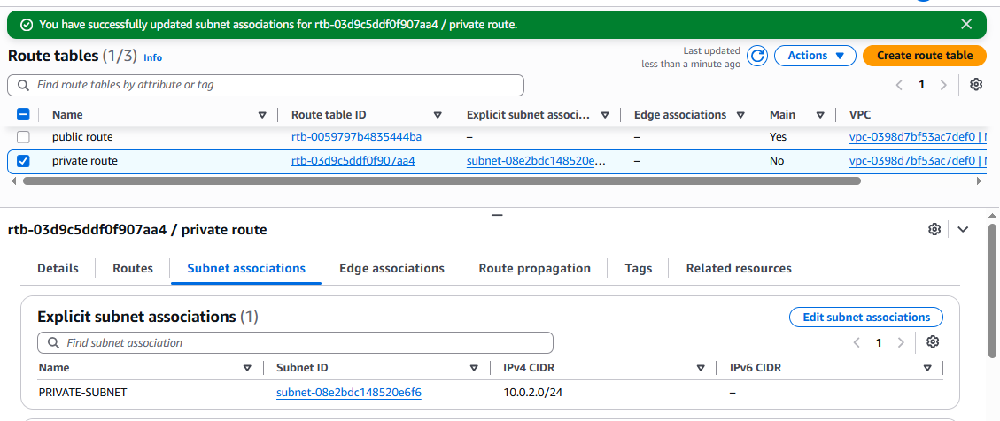 You have successfully updated subnet associations for rtb-03d9c5ddf0f907aa4 / private route.
Route tables (1/3) Info
Last updated
less than a minute ago
Actions
Create route table
Find route tables by attribute or tag
1
Name Route table ID Explicit subnet associ... Edge associations Main VPC
public route rtb-0059797b4835444ba – – Yes vpc-0398d7bf53ac7def0 |
private route rtb-03d9c5ddf0f907aa4 subnet-08e2bdc148520e... – No vpc-0398d7bf53ac7def0 |
rtb-03d9c5ddf0f907aa4 / private route
Details Routes Subnet associations Edge associations Route propagation Tags Related resources
Explicit subnet associations (1)
Edit subnet associations
Find subnet association
1
Name Subnet ID IPv4 CIDR IPv6 CIDR
PRIVATE-SUBNET subnet-08e2bdc148520e6f6 10.0.2.0/24 –